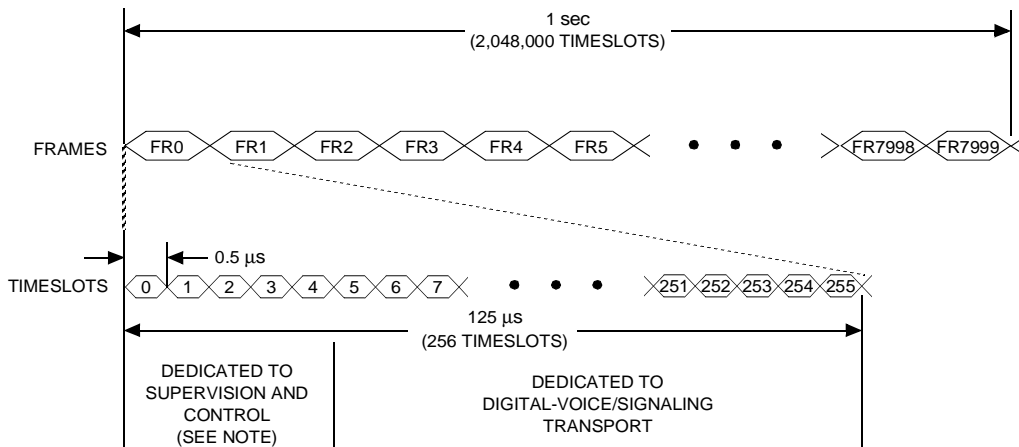 1 sec
(2,048,000 TIMESLOTS)
FRAMES FR0 FR1 FR2 FR3 FR4 FR5 • • • FR7998 FR7999
0.5 µs
TIMESLOTS 0 1 2 3 4 5 6 7 • • • 251 252 253 254 255
125 µs
(256 TIMESLOTS)
DEDICATED TO
SUPERVISION AND
CONTROL
(SEE NOTE)
DEDICATED TO
DIGITAL-VOICE/SIGNALING
TRANSPORT